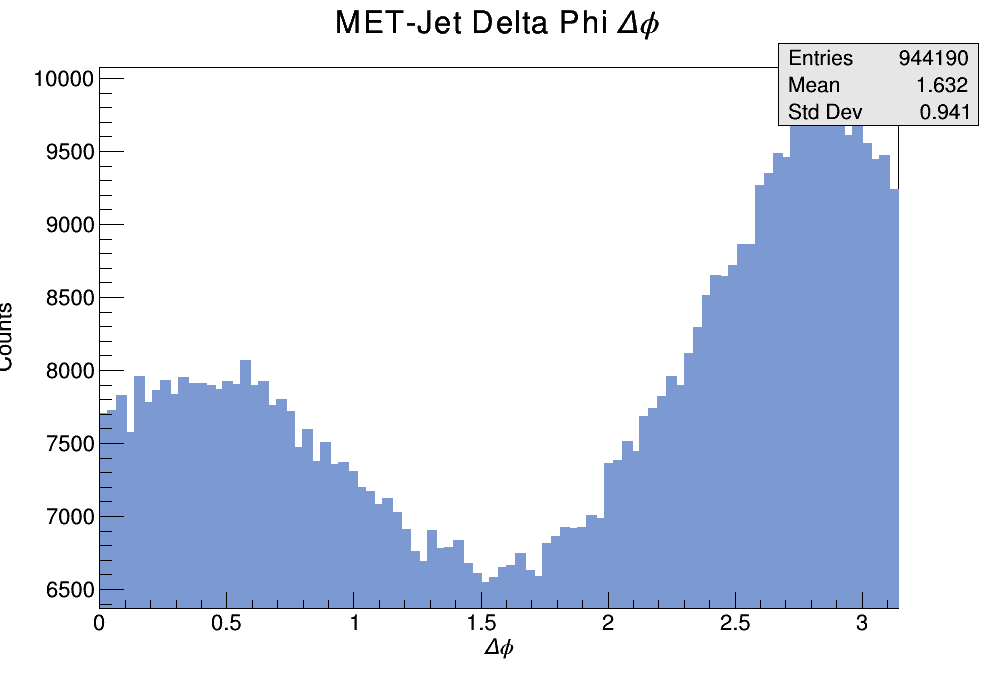 MET-Jet Delta Phi Δϕ
Entries 944190
Mean 1.632
Std Dev 0.941
10000
9500
9000
8500
8000
7500
7000
6500
Counts
0 0.5 1 1.5 2 2.5 3
Δϕ